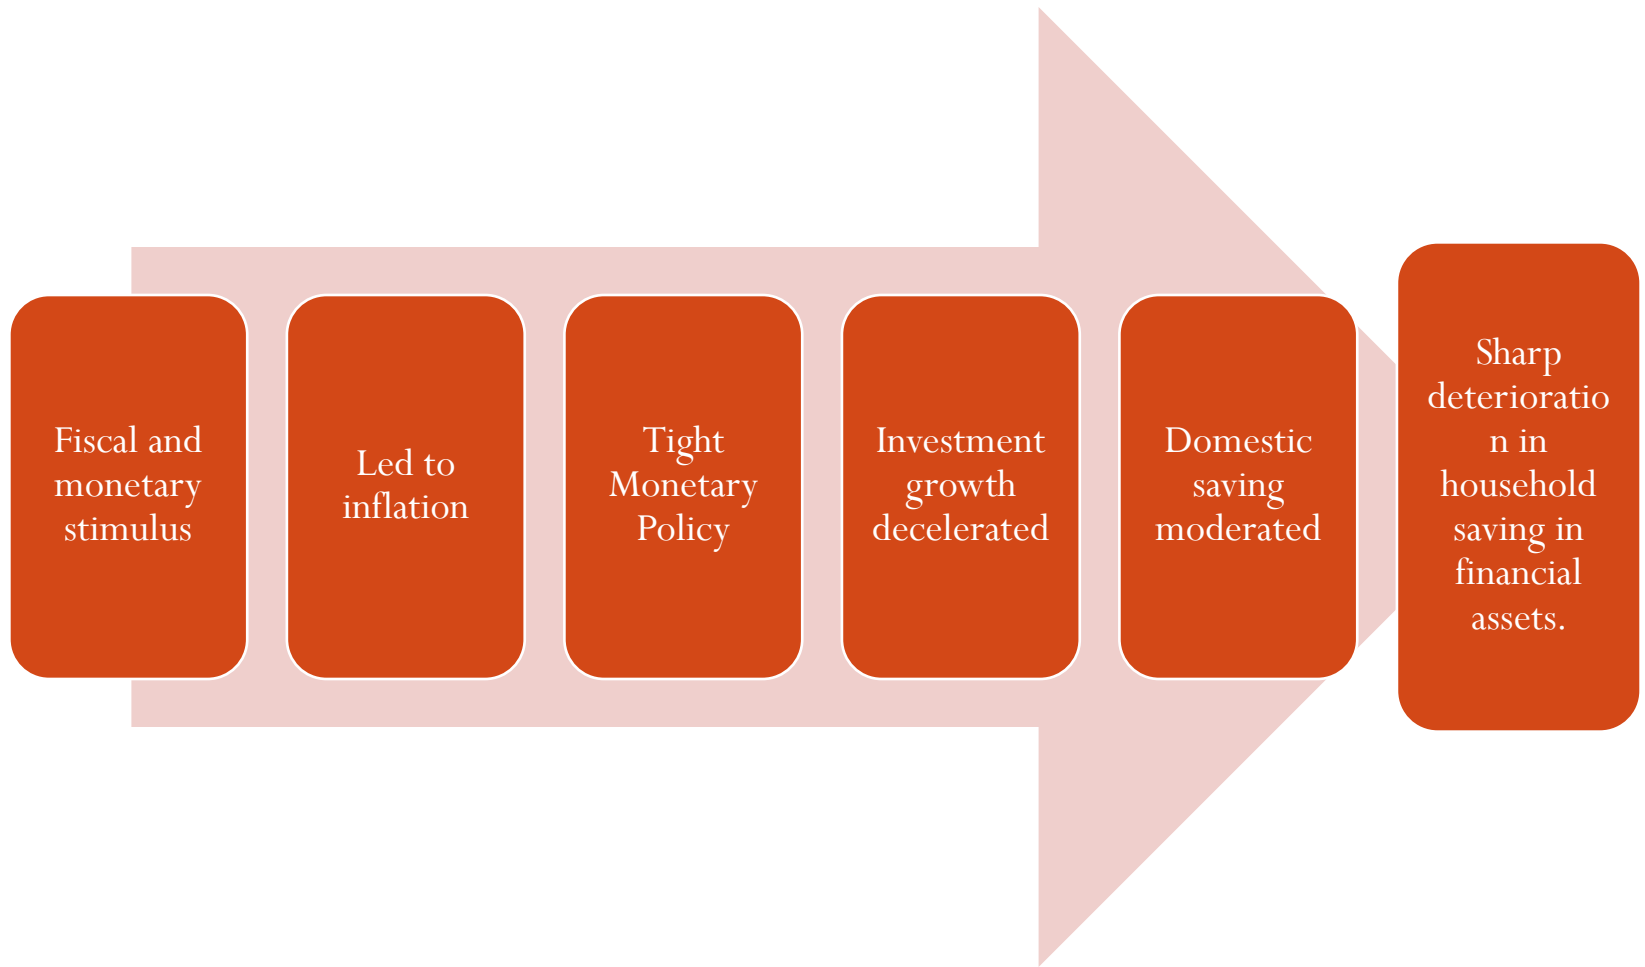 Fiscal and
monetary
stimulus
Led to
inflation
Tight
Monetary
Policy
Investment
growth
decelerated
Domestic
saving
moderated
Sharp
deterioratio
n in
household
saving in
financial
assets.